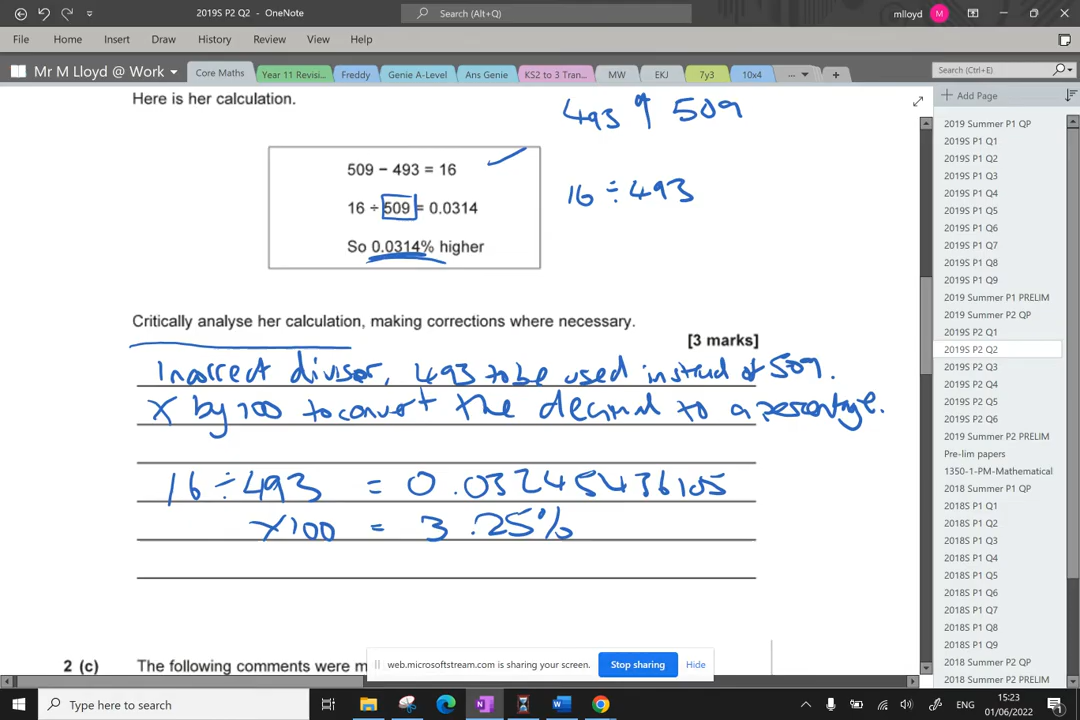 2019S P2 Q2 - OneNote
Search (Alt+Q)
mlloyd
M
File Home Insert Draw History Review View Help
Mr M Lloyd @ Work
Core Maths
Year 11 Revisi...
Freddy
Genie A-Level
Ans Genie
KS2 to 3 Tran...
MW
EKJ
7y3
10x4
...
+
Search (Ctrl+E)
Here is her calculation.
493 ↑ 509
509 − 493 = 16 ✓
16 ÷ 509 = 0.0314
16 ÷ 493
So 0.0314% higher
Critically analyse her calculation, making corrections where necessary.
[3 marks]
Incorrect divisor, 493 to be used instead of 509.
× by 100 to convert the decimal to a percentage.
16 ÷ 493 = 0.03245436105
×100 = 3.25%
2 (c) The following comments were m
Add Page
2019 Summer P1 QP
2019S P1 Q1
2019S P1 Q2
2019S P1 Q3
2019S P1 Q4
2019S P1 Q5
2019S P1 Q6
2019S P1 Q7
2019S P1 Q8
2019S P1 Q9
2019 Summer P1 PRELIM
2019 Summer P2 QP
2019S P2 Q1
2019S P2 Q2
2019S P2 Q3
2019S P2 Q4
2019S P2 Q5
2019S P2 Q6
2019 Summer P2 PRELIM
Pre-lim papers
1350-1-PM-Mathematical
2018 Summer P1 QP
2018S P1 Q1
2018S P1 Q2
2018S P1 Q3
2018S P1 Q4
2018S P1 Q5
2018S P1 Q6
2018S P1 Q7
2018S P1 Q8
2018S P1 Q9
2018 Summer P2 QP
2018 Summer P1 PRELIM
web.microsoftstream.com is sharing your screen.
Stop sharing
Hide
Type here to search
ENG
15:23
01/06/2022